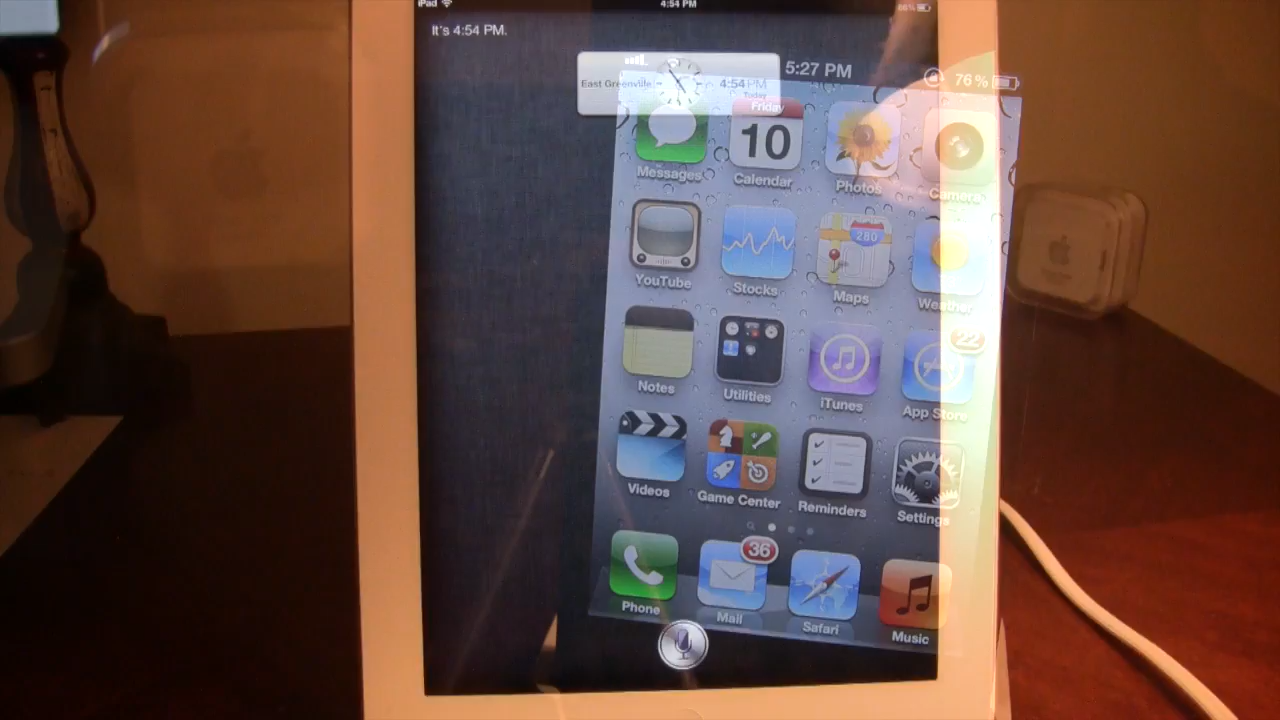 iPad 4:54 PM 86%
It's 4:54 PM.
5:27 PM 76%
East Greenville 4:54 PM
Today
Friday
10
Messages Calendar Photos Camera
280
YouTube Stocks Maps Weather
22
Notes Utilities iTunes App Store
Videos Game Center Reminders Settings
36
Phone Mail Safari Music